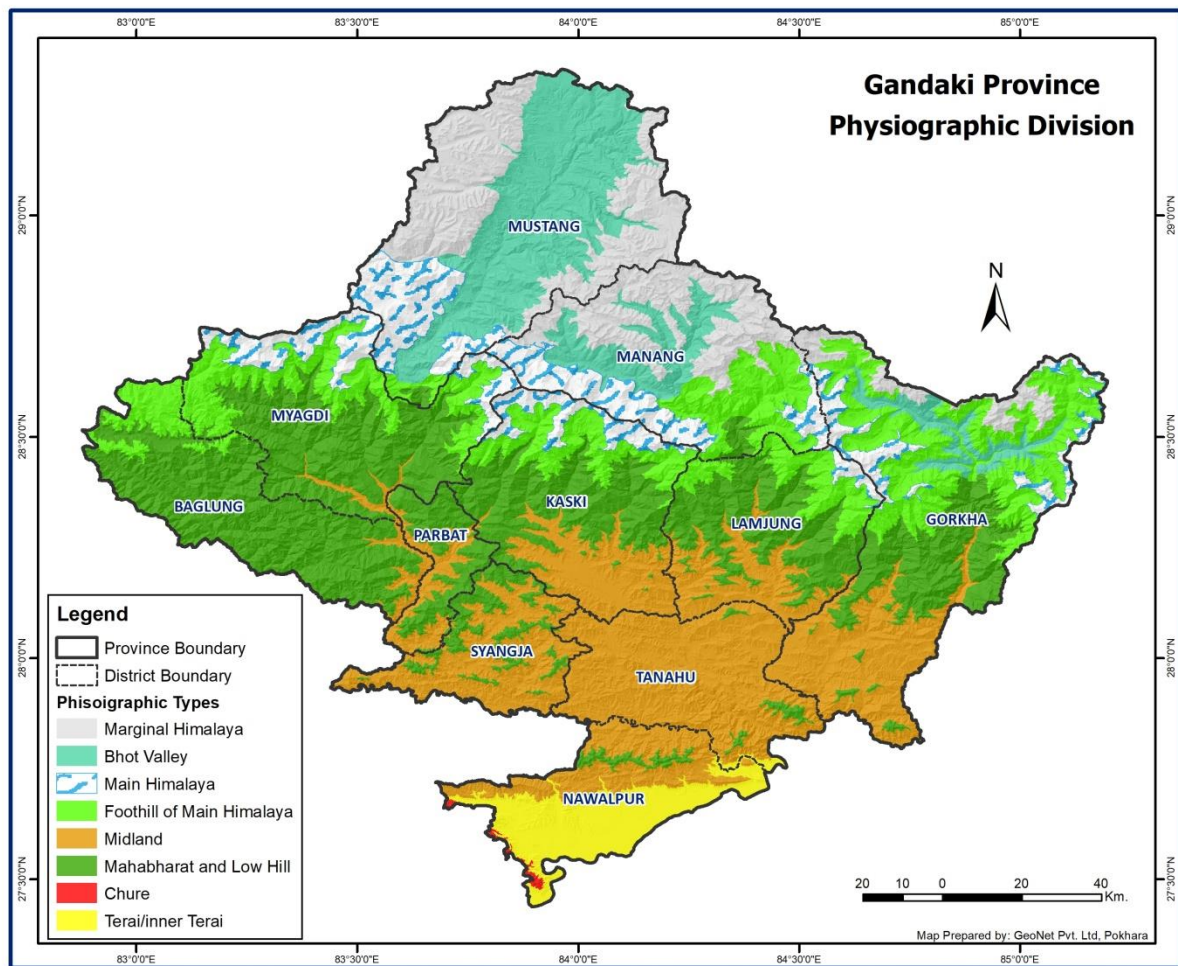 83°0'0"E
83°30'0"E
84°0'0"E
84°30'0"E
85°0'0"E
Gandaki Province
Physiographic Division
29°0'0"N
29°0'0"N
MUSTANG
N
MANANG
MYAGDI
28°30'0"N
28°30'0"N
BAGLUNG
KASKI
LAMJUNG
GORKHA
PARBAT
Legend
Province Boundary
District Boundary
Phisoigraphic Types
Marginal Himalaya
Bhot Valley
Main Himalaya
Foothill of Main Himalaya
Midland
Mahabharat and Low Hill
Chure
Terai/inner Terai
SYANGJA
TANAHU
28°0'0"N
28°0'0"N
NAWALPUR
27°30'0"N
27°30'0"N
20 10 0 20 40
Km.
Map Prepared by: GeoNet Pvt. Ltd, Pokhara
83°0'0"E
83°30'0"E
84°0'0"E
84°30'0"E
85°0'0"E